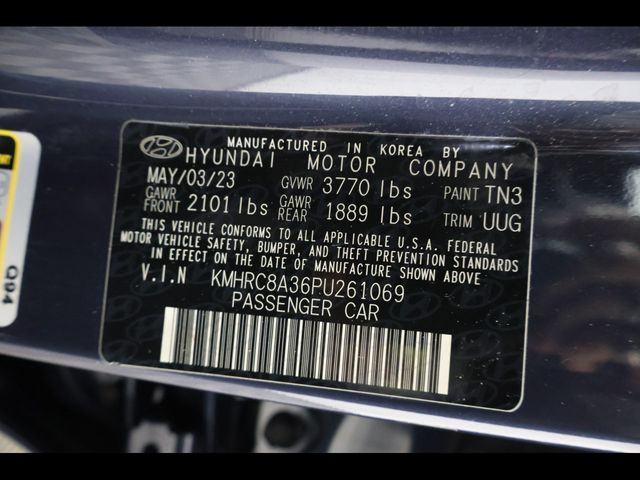 MANUFACTURED IN KOREA BY
HYUNDAI MOTOR COMPANY
MAY/03/23 GVWR 3770 lbs PAINT TN3
GAWR FRONT 2101 lbs GAWR REAR 1889 lbs TRIM UUG
THIS VEHICLE CONFORMS TO ALL APPLICABLE U.S.A. FEDERAL
MOTOR VEHICLE SAFETY, BUMPER, AND THEFT PREVENTION STANDARDS
IN EFFECT ON THE DATE OF MANUFACTURE SHOWN ABOVE.
V.I.N KMHRC8A36PU261069
PASSENGER CAR
Q94